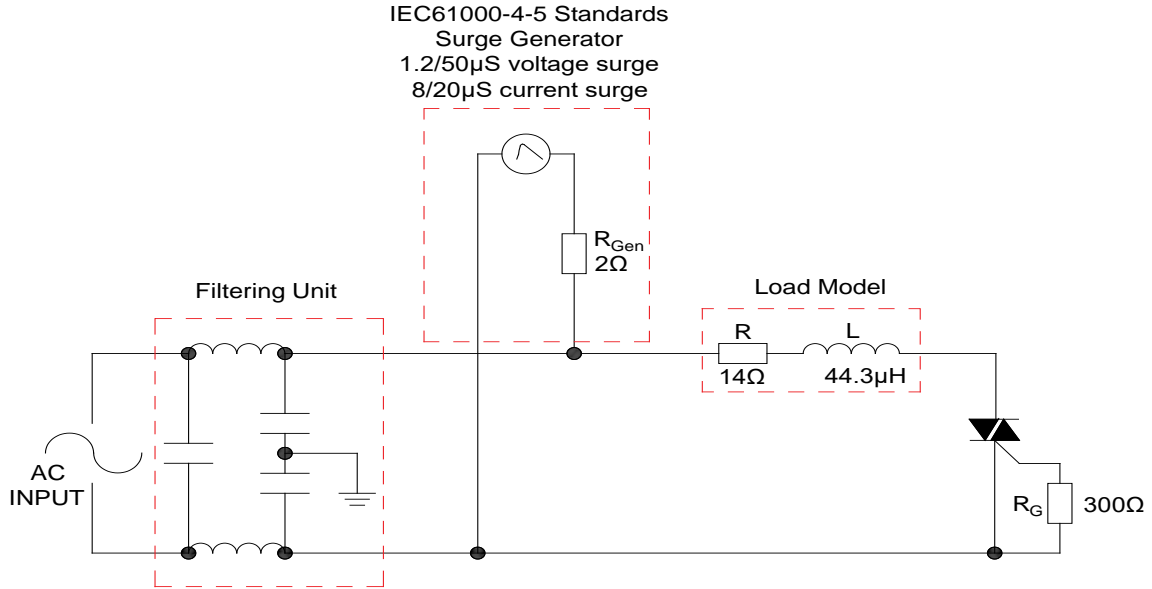 IEC61000-4-5 Standards
Surge Generator
1.2/50µS voltage surge
8/20µS current surge
RGen
2Ω
Filtering Unit
Load Model
R
L
14Ω
44.3µH
AC
INPUT
RG
300Ω